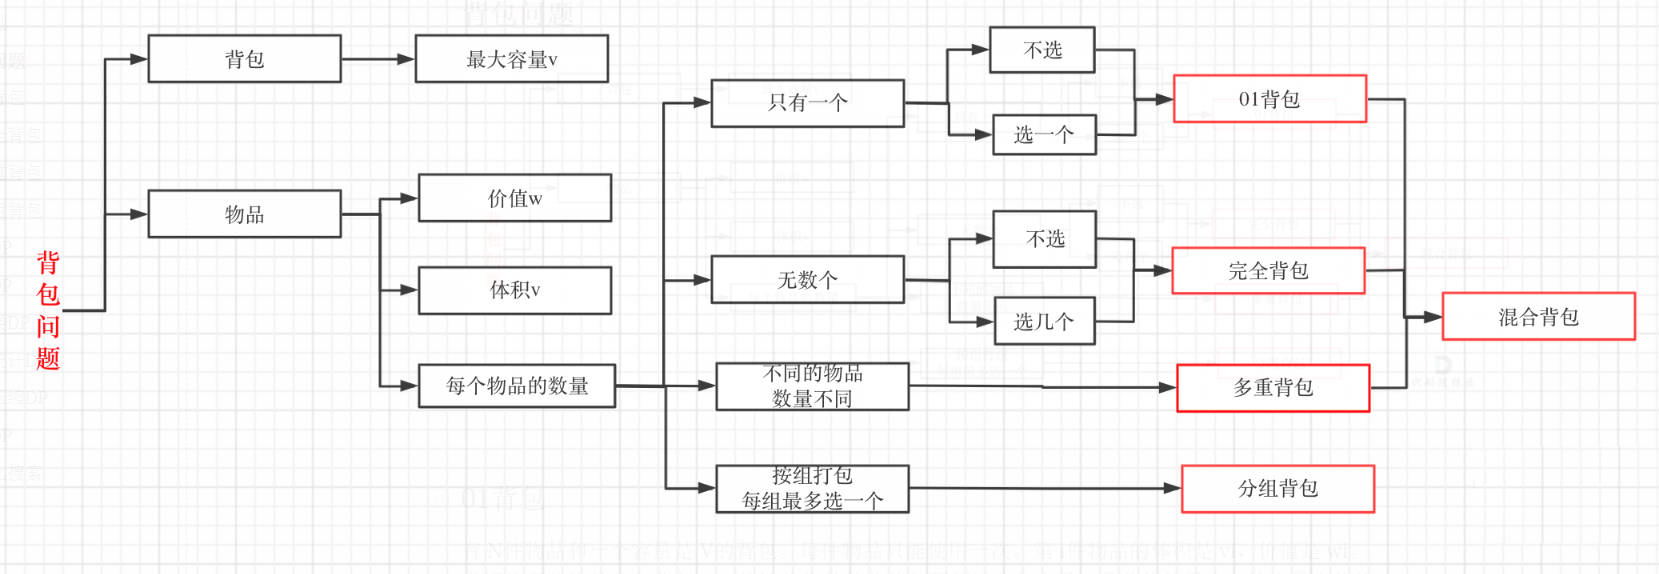 背包问题
背包
最大容量v
物品
价值w
体积v
每个物品的数量
只有一个
不选
选一个
01背包
无数个
不选
选几个
完全背包
不同的物品
数量不同
多重背包
混合背包
按组打包
每组最多选一个
分组背包